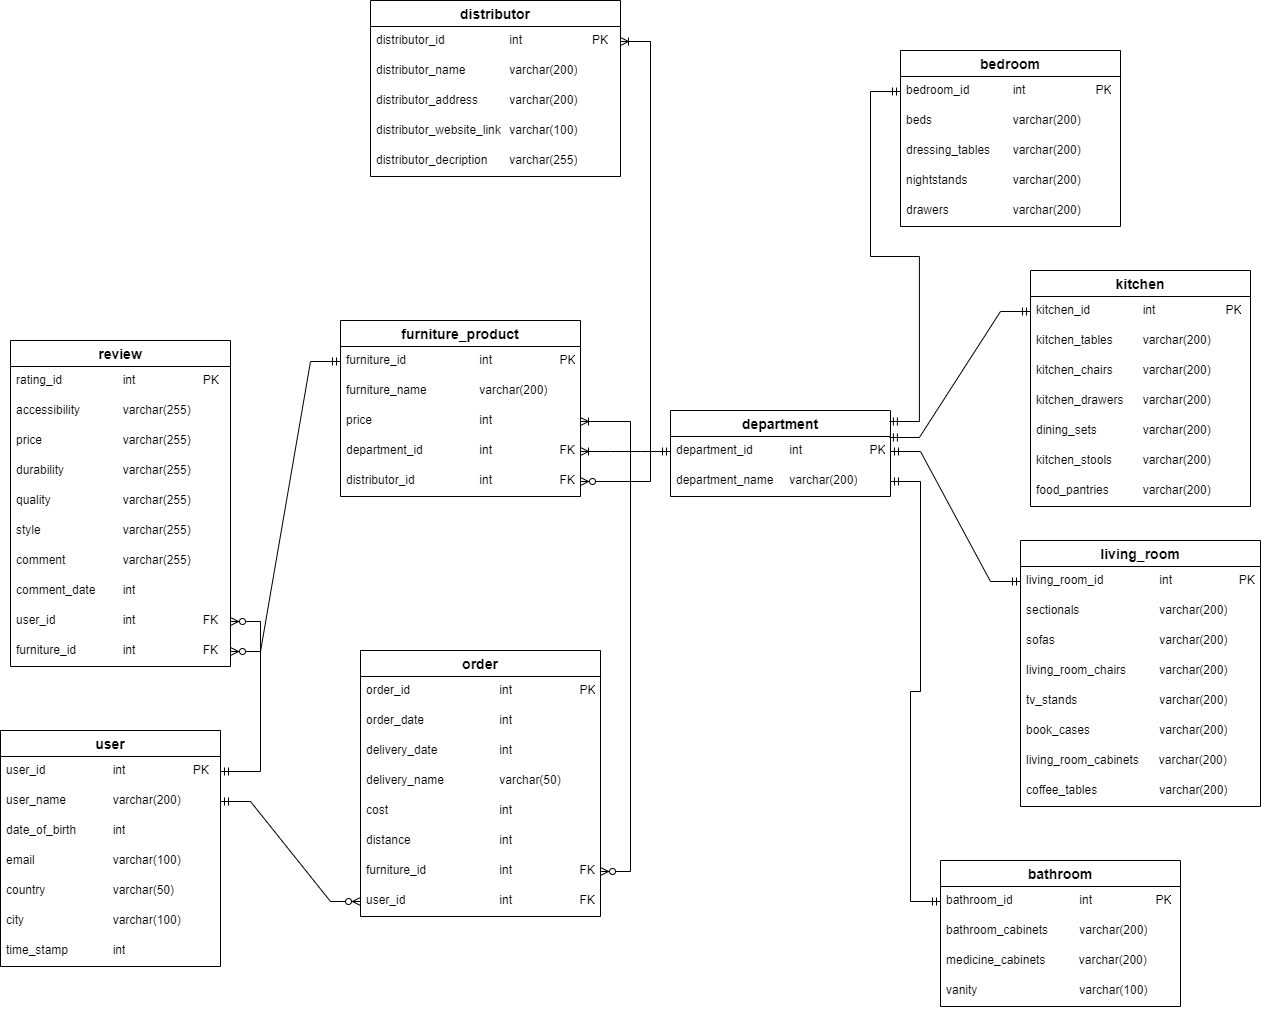 distributor
distributor_id int PK
distributor_name varchar(200)
distributor_address varchar(200)
distributor_website_link varchar(100)
distributor_decription varchar(255)
bedroom
bedroom_id int PK
beds varchar(200)
dressing_tables varchar(200)
nightstands varchar(200)
drawers varchar(200)
kitchen
kitchen_id int PK
kitchen_tables varchar(200)
kitchen_chairs varchar(200)
kitchen_drawers varchar(200)
dining_sets varchar(200)
kitchen_stools varchar(200)
food_pantries varchar(200)
furniture_product
furniture_id int PK
furniture_name varchar(200)
price int
department_id int FK
distributor_id int FK
review
rating_id int PK
accessibility varchar(255)
price varchar(255)
durability varchar(255)
quality varchar(255)
style varchar(255)
comment varchar(255)
comment_date int
user_id int FK
furniture_id int FK
department
department_id int PK
department_name varchar(200)
living_room
living_room_id int PK
sectionals varchar(200)
sofas varchar(200)
living_room_chairs varchar(200)
tv_stands varchar(200)
book_cases varchar(200)
living_room_cabinets varchar(200)
coffee_tables varchar(200)
order
order_id int PK
order_date int
delivery_date int
delivery_name varchar(50)
cost int
distance int
furniture_id int FK
user_id int FK
user
user_id int PK
user_name varchar(200)
date_of_birth int
email varchar(100)
country varchar(50)
city varchar(100)
time_stamp int
bathroom
bathroom_id int PK
bathroom_cabinets varchar(200)
medicine_cabinets varchar(200)
vanity varchar(100)